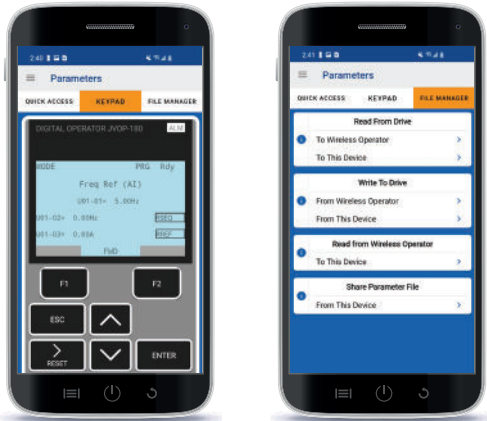 2:40
Parameters
QUICK ACCESS KEYPAD FILE MANAGER
DIGITAL OPERATOR JVOP-180 ALM
MODE PRG Rdy
Freq Ref (AI)
U01-01= 5.00Hz
U01-02= 0.00Hz RSEQ
U01-03= 0.00A RREF
FWD
F1 F2
ESC
RESET ENTER
2:41
Parameters
QUICK ACCESS KEYPAD FILE MANAGER
Read From Drive
To Wireless Operator
To This Device
Write To Drive
From Wireless Operator
From This Device
Read from Wireless Operator
To This Device
Share Parameter File
From This Device